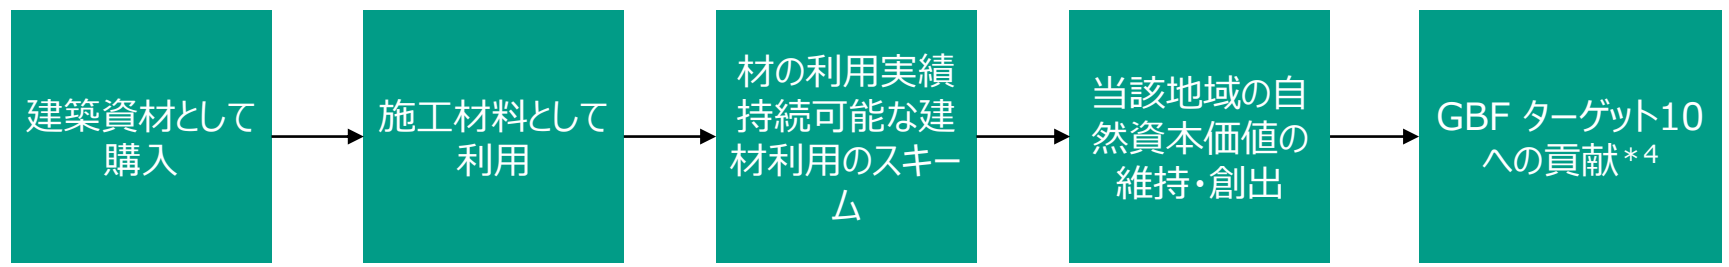 建築資材として
購入
施工材料として
利用
材の利用実績
持続可能な建
材利用のスキー
ム
当該地域の自
然資本価値の
維持・創出
GBF ターゲット10
への貢献*4